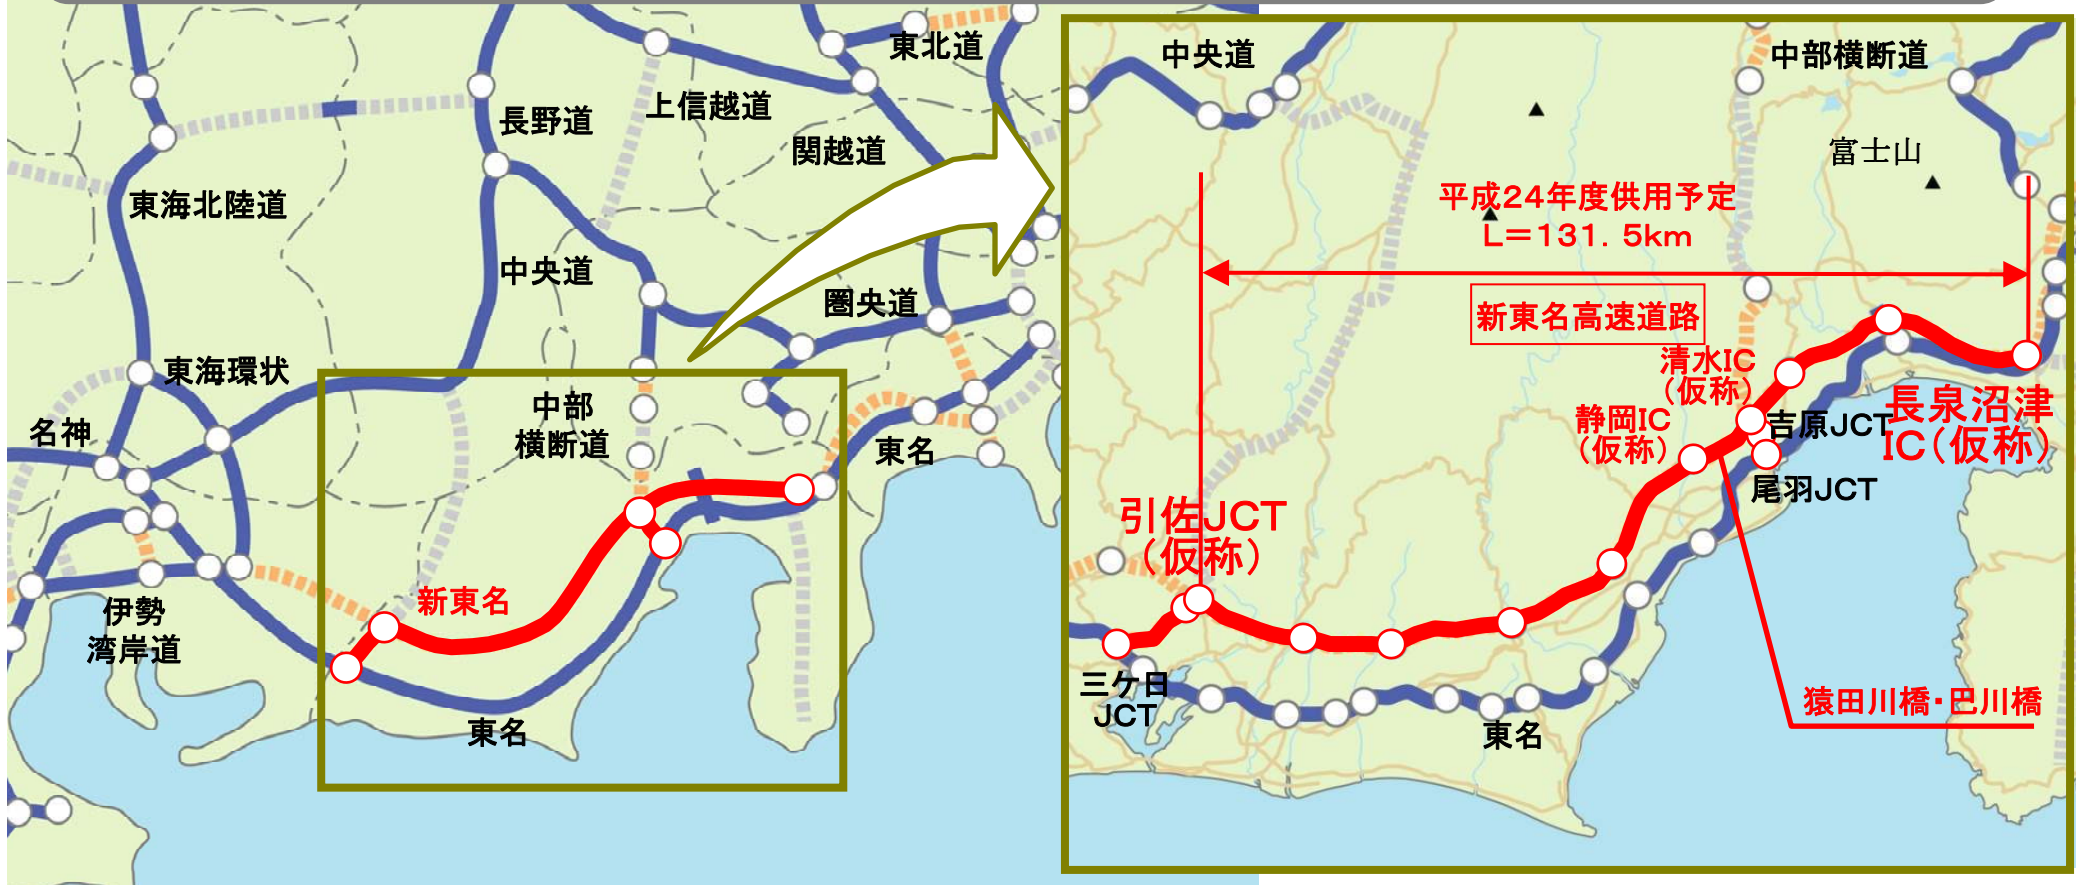 東北道
上信越道
長野道
関越道
東海北陸道
中央道
圏央道
東海環状
中部
横断道
名神
東名
新東名
伊勢
湾岸道
東名
中央道
中部横断道
富士山
平成24年度供用予定
L=131.5km
新東名高速道路
清水IC
(仮称)
静岡IC
(仮称)
吉原JCT
長泉沼津
IC(仮称)
尾羽JCT
引佐JCT
(仮称)
三ケ日
JCT
猿田川橋・巴川橋
東名